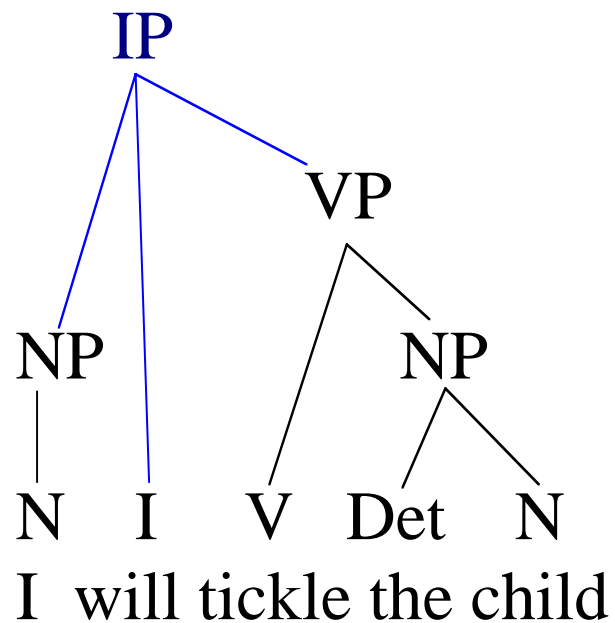 IP
VP
NP NP
N I V Det N
I will tickle the child